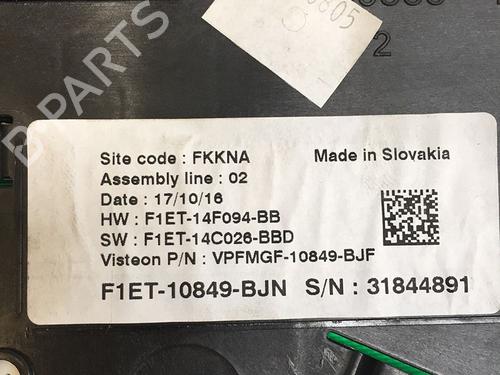 Site code : FKKNA
Made in Slovakia
Assembly line : 02
Date : 17/10/16
HW : F1ET-14F094-BB
SW : F1ET-14C026-BBD
Visteon P/N : VPFMGF-10849-BJF
F1ET-10849-BJN S/N : 31844891
B PARTS